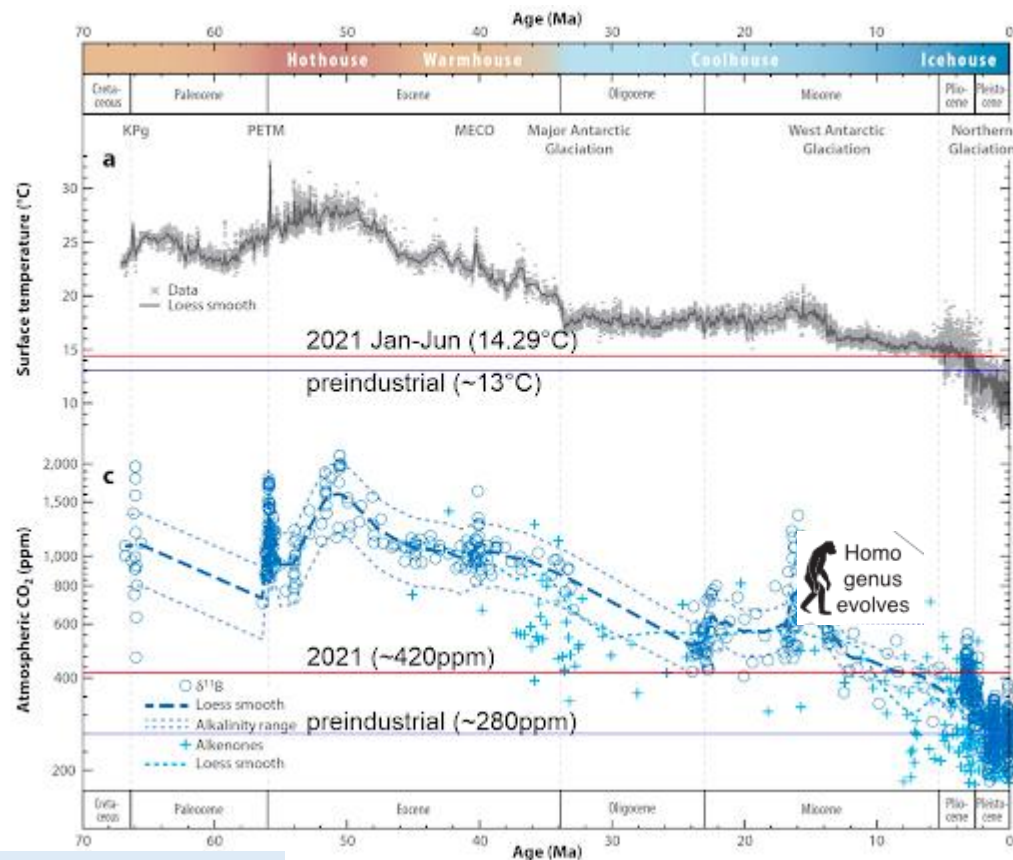 Age (Ma)
70 60 50 40 30 20 10 0
Hothouse Warmhouse Coolhouse Icehouse
Creta-
ceous
Paleocene
Eocene
Oligocene
Miocene
Plio-
cene
Pleisto-
cene
KPg
PETM
MECO
Major Antarctic
Glaciation
West Antarctic
Glaciation
Northern
Glaciation
a
Surface temperature (°C)
30
25
20
15
10
Data
Loess smooth
2021 Jan-Jun (14.29°C)
preindustrial (~13°C)
c
Atmospheric CO₂ (ppm)
2,000
1,500
1,000
800
600
400
200
Homo
genus
evolves
2021 (~420ppm)
δ¹¹B
Loess smooth
Alkalinity range
preindustrial (~280ppm)
Alkenones
Loess smooth
Creta-
ceous
Paleocene
Eocene
Oligocene
Miocene
Plio-
cene
Pleisto-
cene
70 60 50 40 30 20 10 0
Age (Ma)